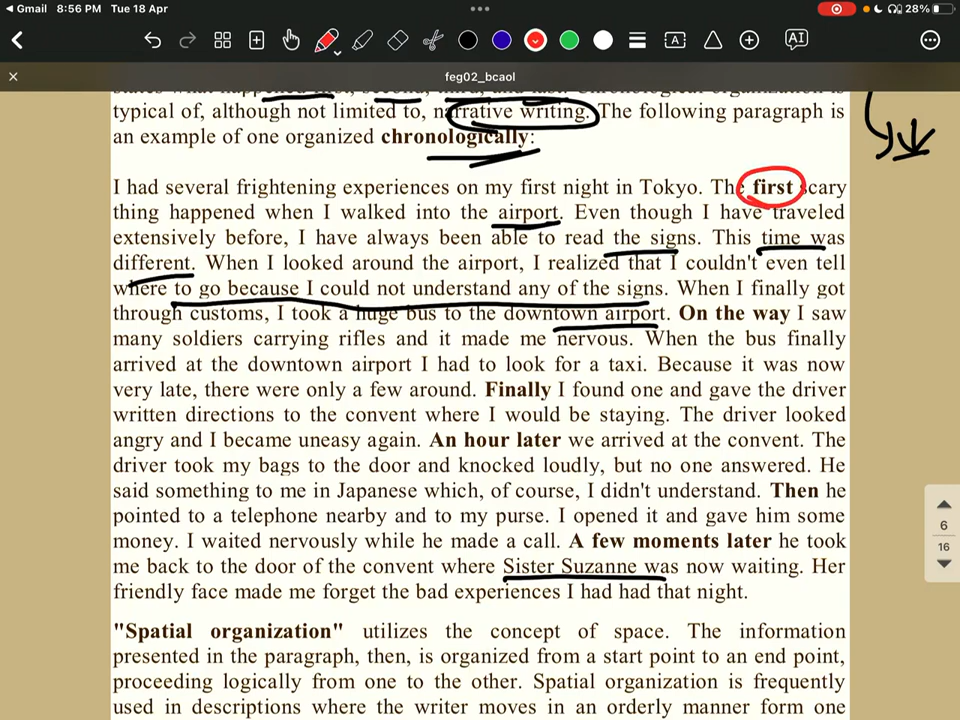 Gmail 8:56 PM Tue 18 Apr 28%
AI
feg02_bcaol
states what happened first, second, third, and last. Chronological organization is
typical of, although not limited to, narrative writing. The following paragraph is
an example of one organized chronologically:
I had several frightening experiences on my first night in Tokyo. The first scary
thing happened when I walked into the airport. Even though I have traveled
extensively before, I have always been able to read the signs. This time was
different. When I looked around the airport, I realized that I couldn't even tell
where to go because I could not understand any of the signs. When I finally got
through customs, I took a huge bus to the downtown airport. On the way I saw
many soldiers carrying rifles and it made me nervous. When the bus finally
arrived at the downtown airport I had to look for a taxi. Because it was now
very late, there were only a few around. Finally I found one and gave the driver
written directions to the convent where I would be staying. The driver looked
angry and I became uneasy again. An hour later we arrived at the convent. The
driver took my bags to the door and knocked loudly, but no one answered. He
said something to me in Japanese which, of course, I didn't understand. Then he
pointed to a telephone nearby and to my purse. I opened it and gave him some
money. I waited nervously while he made a call. A few moments later he took
me back to the door of the convent where Sister Suzanne was now waiting. Her
friendly face made me forget the bad experiences I had had that night.
"Spatial organization" utilizes the concept of space. The information
presented in the paragraph, then, is organized from a start point to an end point,
proceeding logically from one to the other. Spatial organization is frequently
used in descriptions where the writer moves in an orderly manner form one
6
16